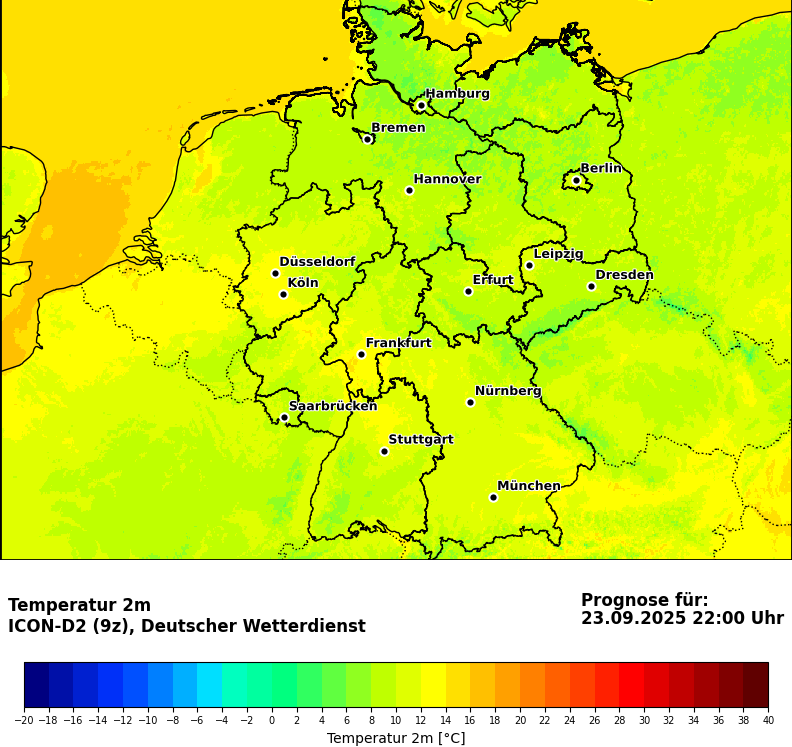 Hamburg
Bremen
Berlin
Hannover
Düsseldorf
Leipzig
Köln
Erfurt
Dresden
Frankfurt
Nürnberg
Saarbrücken
Stuttgart
München
Temperatur 2m
ICON-D2 (9z), Deutscher Wetterdienst
Prognose für:
23.09.2025 22:00 Uhr
−20 −18 −16 −14 −12 −10 −8 −6 −4 −2 0 2 4 6 8 10 12 14 16 18 20 22 24 26 28 30 32 34 36 38 40
Temperatur 2m [°C]